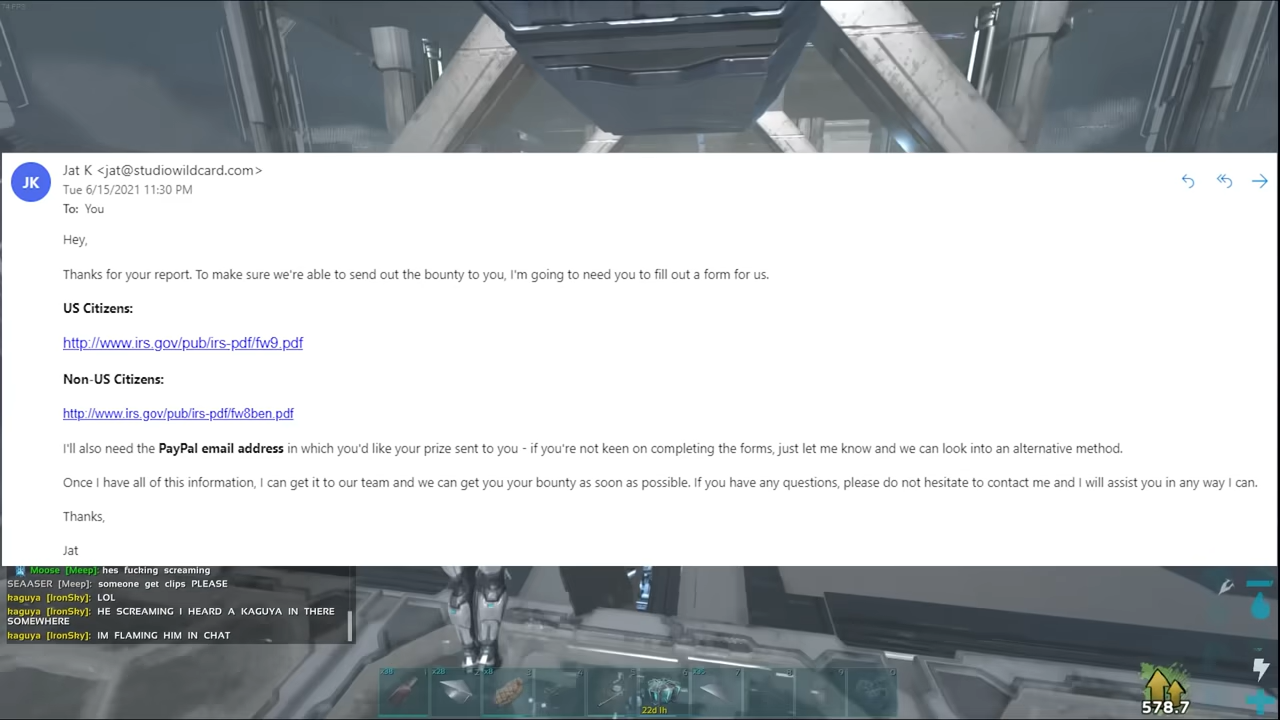 74 FPS
Jat K <jat@studiowildcard.com>
JK
Tue 6/15/2021 11:30 PM
To: You
Hey,
Thanks for your report. To make sure we're able to send out the bounty to you, I'm going to need you to fill out a form for us.
US Citizens:
http://www.irs.gov/pub/irs-pdf/fw9.pdf
Non-US Citizens:
http://www.irs.gov/pub/irs-pdf/fw8ben.pdf
I'll also need the PayPal email address in which you'd like your prize sent to you - if you're not keen on completing the forms, just let me know and we can look into an alternative method.
Once I have all of this information, I can get it to our team and we can get you your bounty as soon as possible. If you have any questions, please do not hesitate to contact me and I will assist you in any way I can.
Thanks,
Jat
Moose [Meep]: hes fucking screaming
SEAASER [Meep]: someone get clips PLEASE
kaguya [IronSky]: LOL
kaguya [IronSky]: HE SCREAMING I HEARD A KAGUYA IN THERE
SOMEWHERE
kaguya [IronSky]: IM FLAMING HIM IN CHAT
22d 1h
578.7